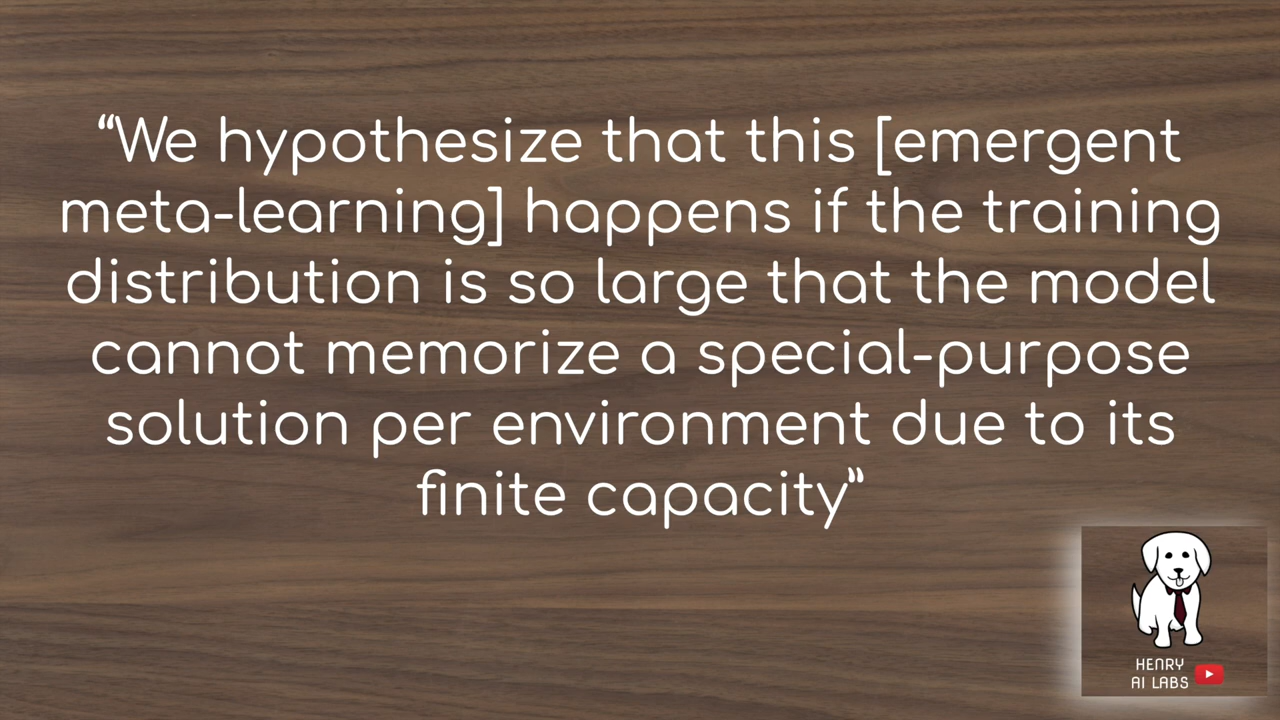 “We hypothesize that this [emergent
meta-learning] happens if the training
distribution is so large that the model
cannot memorize a special-purpose
solution per environment due to its
finite capacity”
HENRY
AI LABS